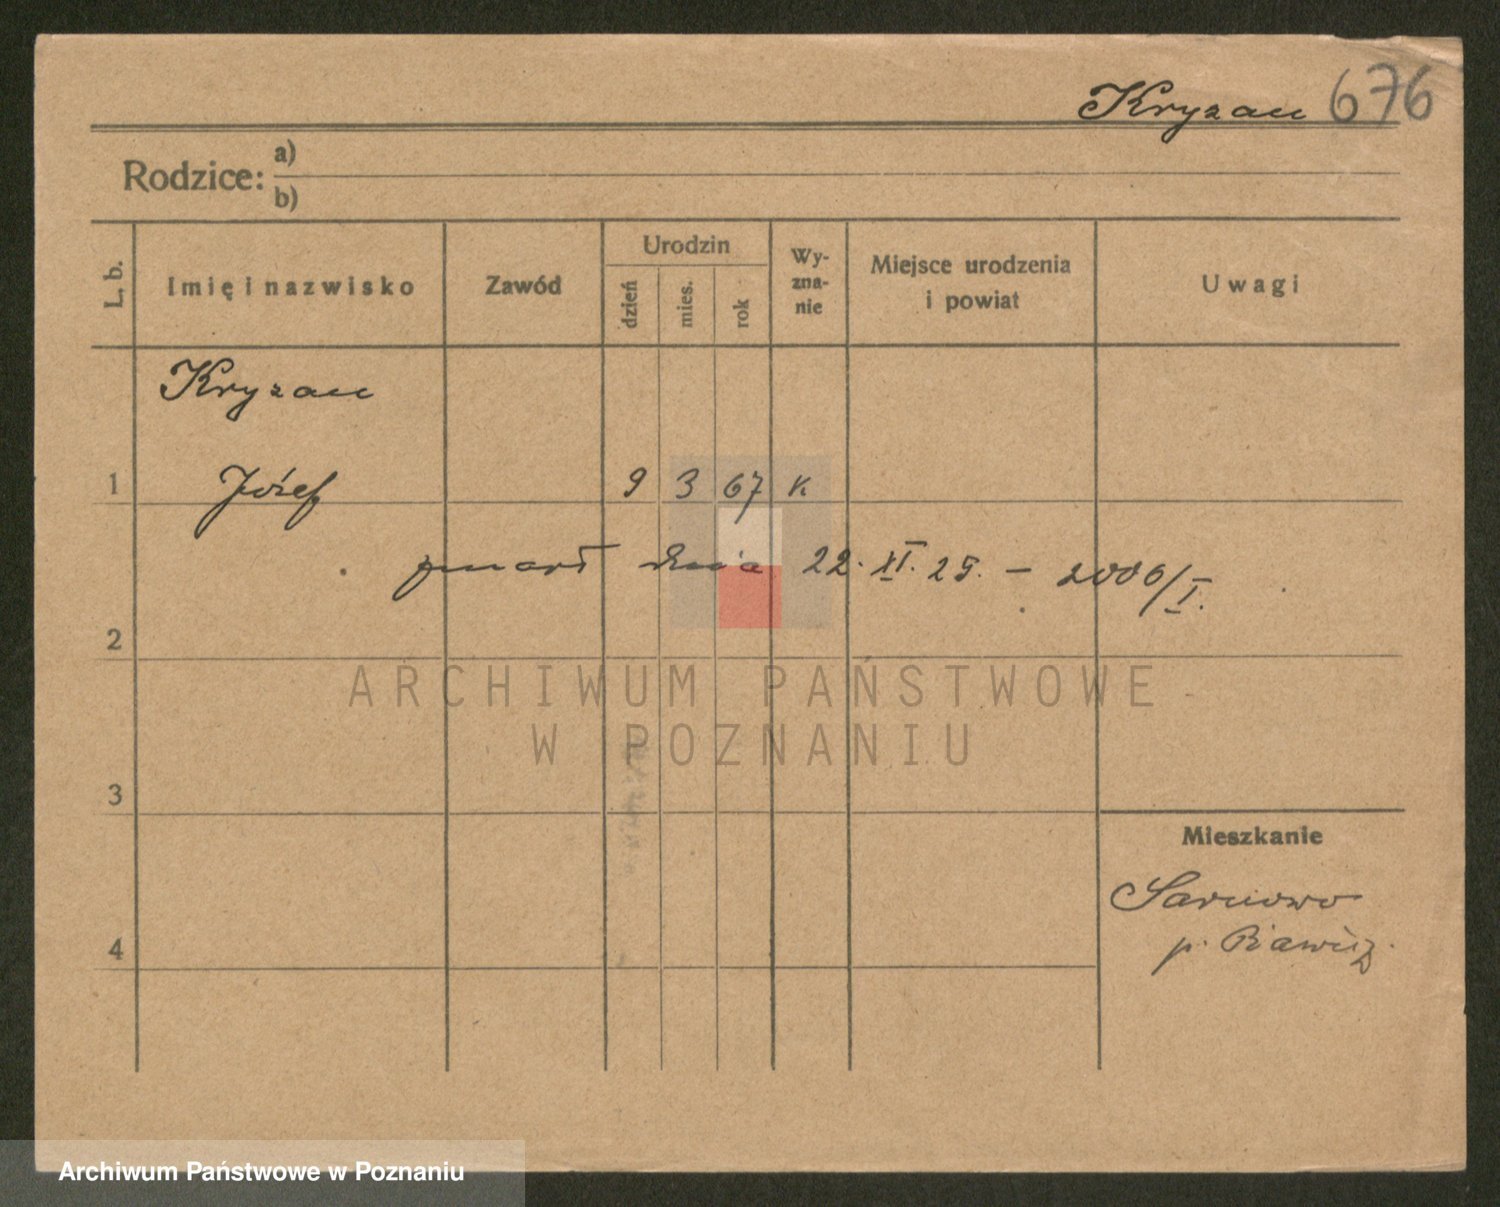 Kryzan 676
Rodzice: a)
b)
L. b. Imię i nazwisko Zawód Urodzin dzień mies. rok Wy-zna-nie Miejsce urodzenia i powiat Uwagi
Kryzan
1 Józef 9 3 67 K
zmarł dnia 22. XI. 25. – 2006/I.
2
ARCHIWUM PAŃSTWOWE
W POZNANIU
3
Mieszkanie
Sarnowo
4 p. Rawicz.
Archiwum Państwowe w Poznaniu